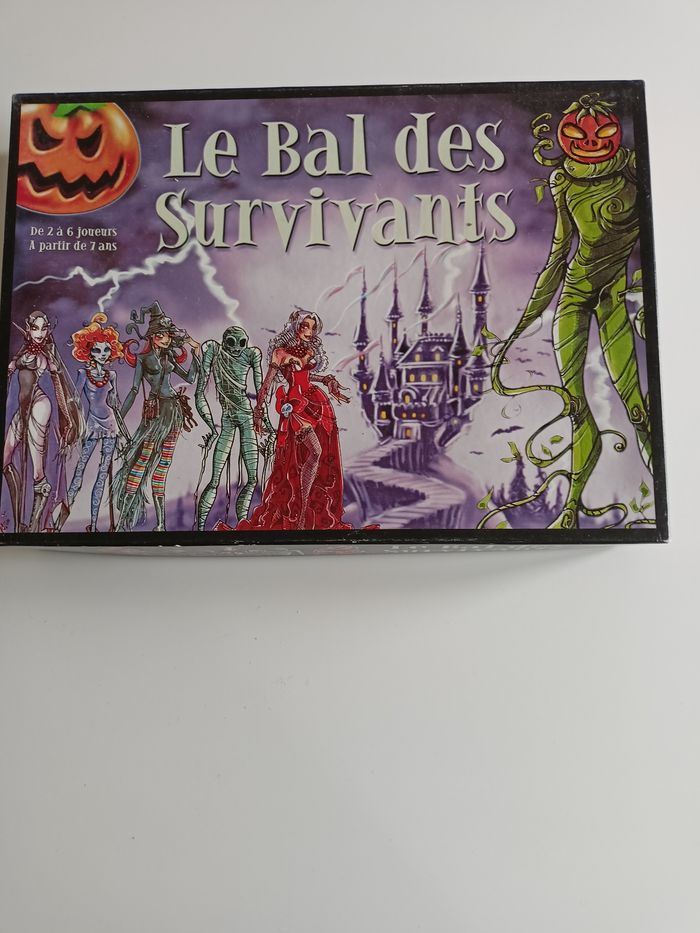 Le Bal des
Survivants
De 2 à 6 joueurs
A partir de 7 ans